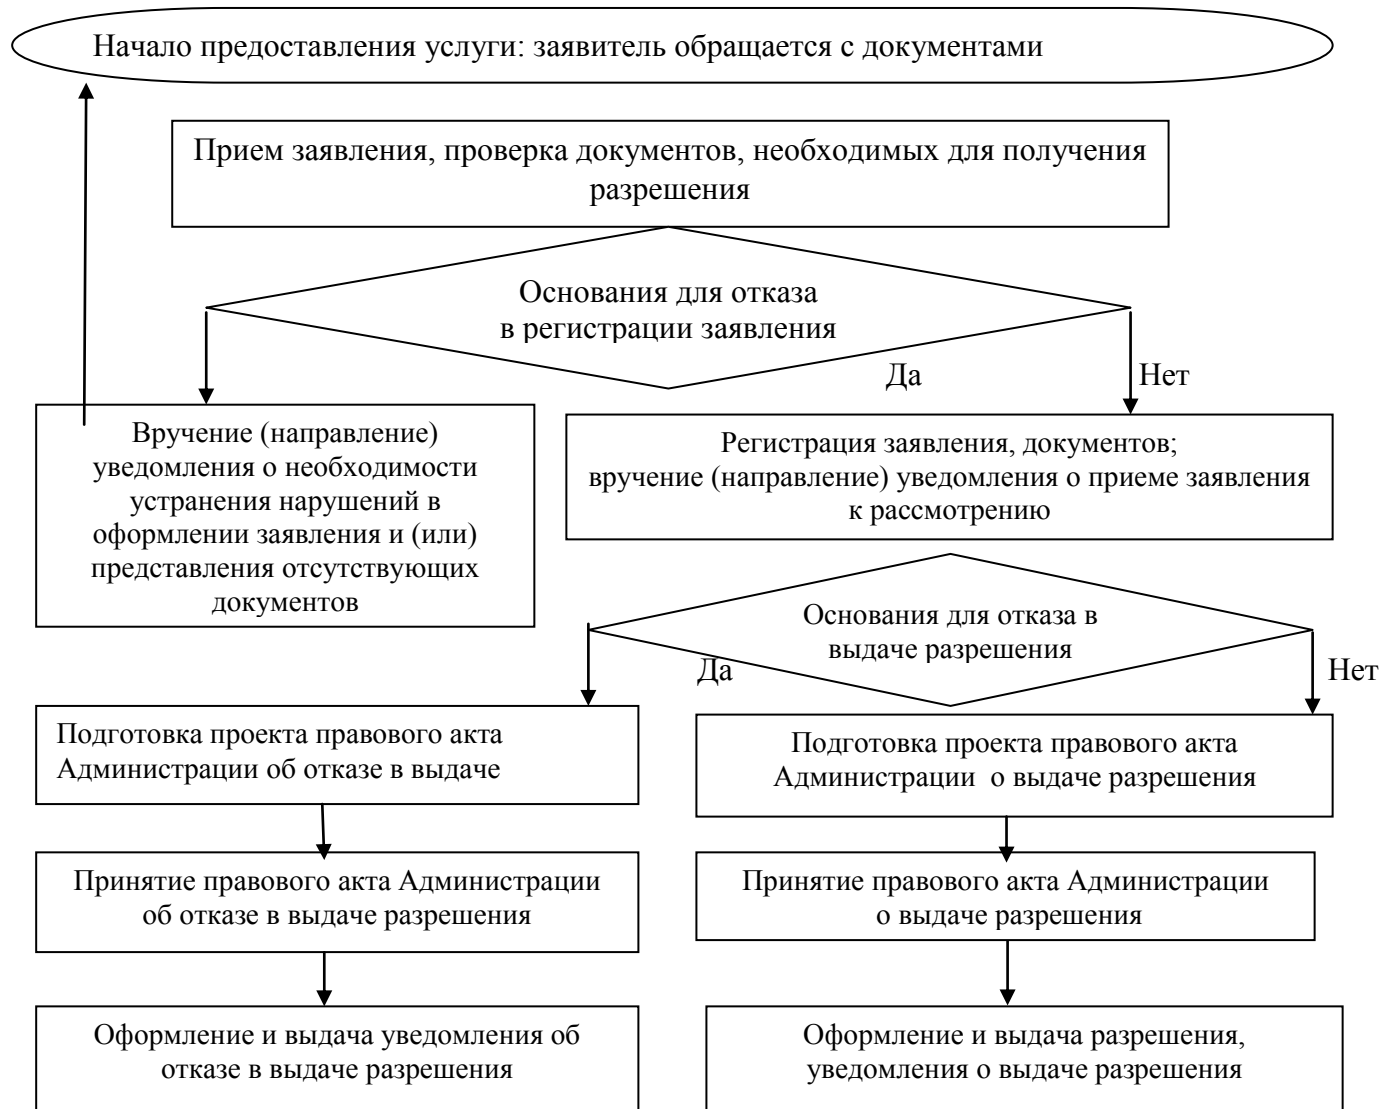 Начало предоставления услуги: заявитель обращается с документами
Прием заявления, проверка документов, необходимых для получения
разрешения
Основания для отказа
в регистрации заявления
Да
Нет
Вручение (направление)
уведомления о необходимости
устранения нарушений в
оформлении заявления и (или)
представления отсутствующих
документов
Регистрация заявления, документов;
вручение (направление) уведомления о приеме заявления
к рассмотрению
Основания для отказа в
выдаче разрешения
Да
Нет
Подготовка проекта правового акта
Администрации об отказе в выдаче
Подготовка проекта правового акта
Администрации о выдаче разрешения
Принятие правового акта Администрации
об отказе в выдаче разрешения
Принятие правового акта Администрации
о выдаче разрешения
Оформление и выдача уведомления об
отказе в выдаче разрешения
Оформление и выдача разрешения,
уведомления о выдаче разрешения